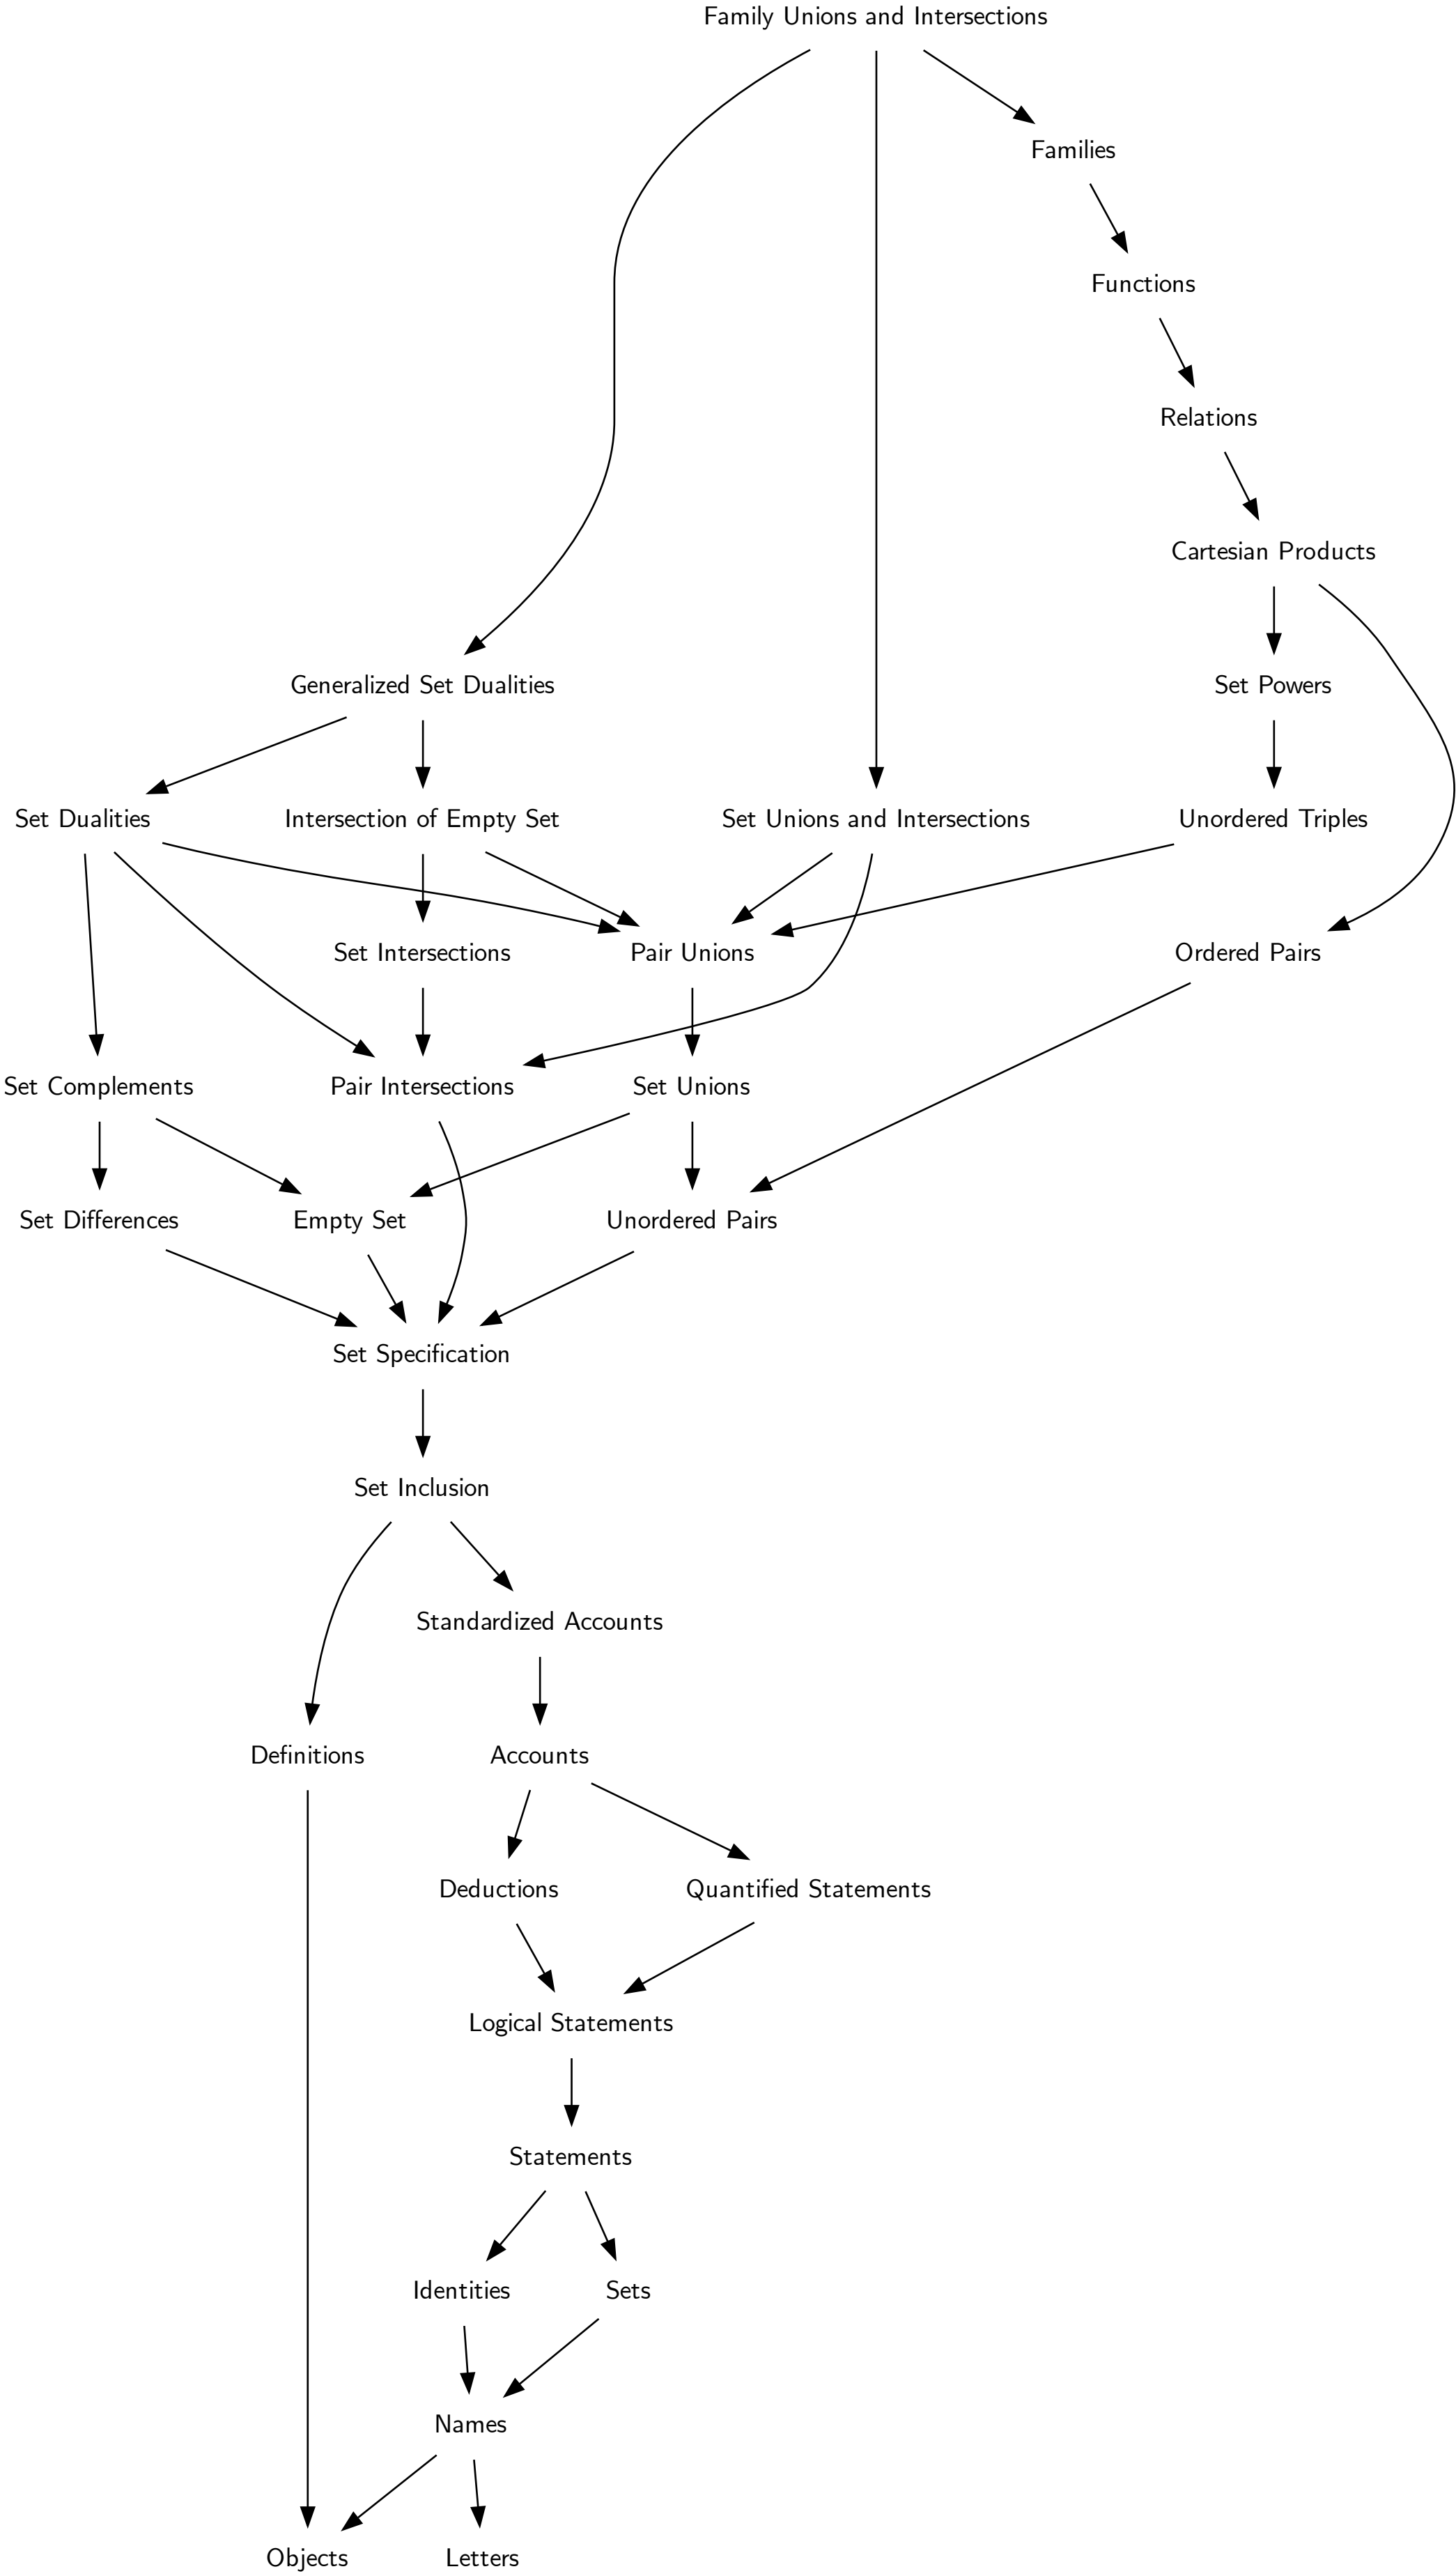 Family Unions and Intersections
Families
Functions
Relations
Cartesian Products
Generalized Set Dualities
Set Powers
Set Dualities
Intersection of Empty Set
Set Unions and Intersections
Unordered Triples
Set Intersections
Pair Unions
Ordered Pairs
Set Complements
Pair Intersections
Set Unions
Set Differences
Empty Set
Unordered Pairs
Set Specification
Set Inclusion
Standardized Accounts
Definitions
Accounts
Deductions
Quantified Statements
Logical Statements
Statements
Identities
Sets
Names
Objects
Letters